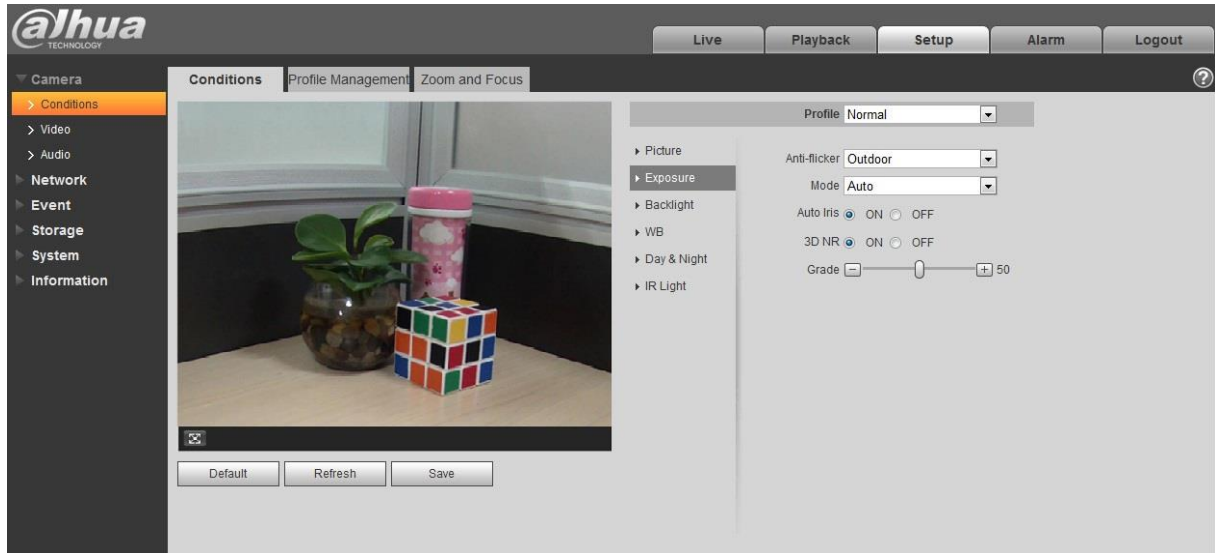 alhua
TECHNOLOGY
Live
Playback
Setup
Alarm
Logout
Camera
Conditions
Video
Audio
Network
Event
Storage
System
Information
Conditions
Profile Management
Zoom and Focus
?
Default
Refresh
Save
Profile Normal
Picture
Exposure
Backlight
WB
Day & Night
IR Light
Anti-flicker Outdoor
Mode Auto
Auto Iris ON OFF
3D NR ON OFF
Grade 50